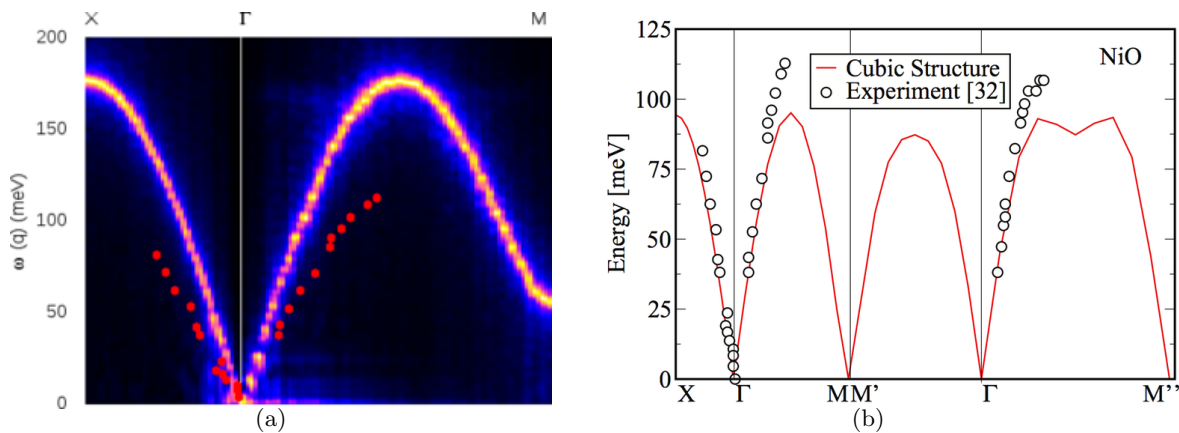 X Γ M
200
150
100
50
0
ω (q) (meV)
(a)
125
100
75
50
25
0
Energy [meV]
NiO
Cubic Structure
Experiment [32]
X Γ M M' Γ M''
(b)